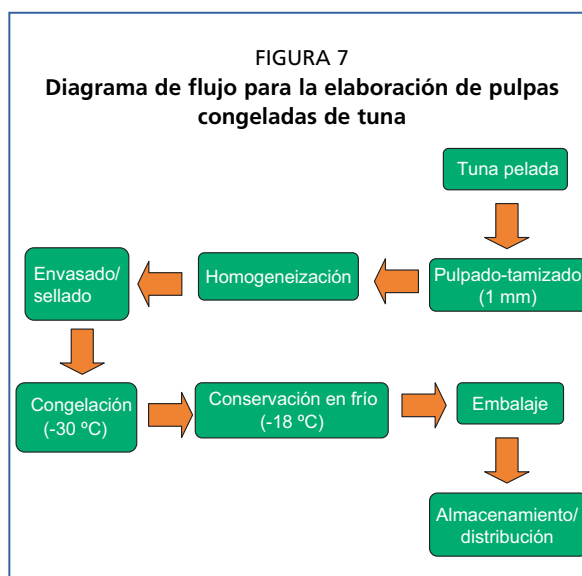 FIGURA 7
Diagrama de flujo para la elaboración de pulpas
congeladas de tuna
Tuna pelada
Pulpado-tamizado
(1 mm)
Homogeneización
Envasado/
sellado
Congelación
(-30 ºC)
Conservación en frío
(-18 ºC)
Embalaje
Almacenamiento/
distribución